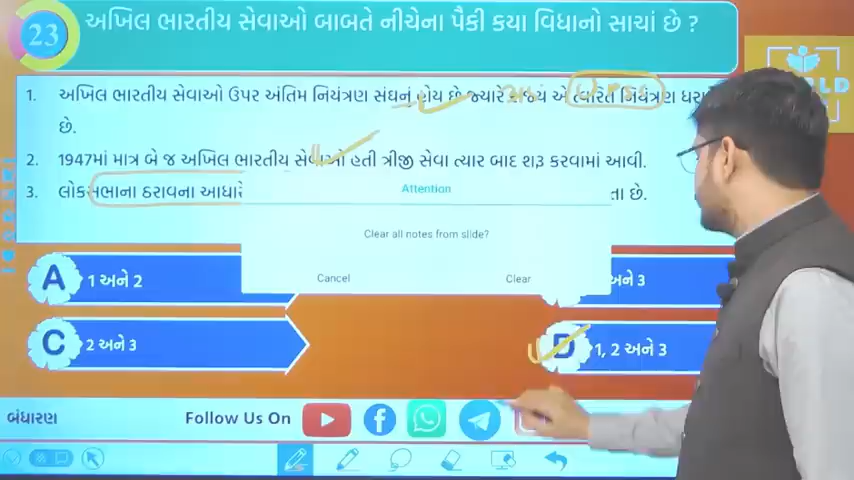 23
અખિલ ભારતીય સેવાઓ બાબતે નીચેના પૈકી કયા વિધાનો સાચાં છે ?
1. અખિલ ભારતીય સેવાઓ ઉપર અંતિમ નિયંત્રણ સંઘનું હોય છે જ્યારે રાજ્ય એ ત્વરિત નિયંત્રણ
છે.
2. 1947માં માત્ર બે જ અખિલ ભારતીય સેવાઓ હતી ત્રીજી સેવા ત્યાર બાદ શરૂ કરવામાં આવી.
3. લોકસભાના ઠરાવના
Attention
Clear all notes from slide?
Cancel
Clear
A 1 અને 2
અને 3
C 2 અને 3
D 1, 2 અને 3
બંધારણ
Follow Us On